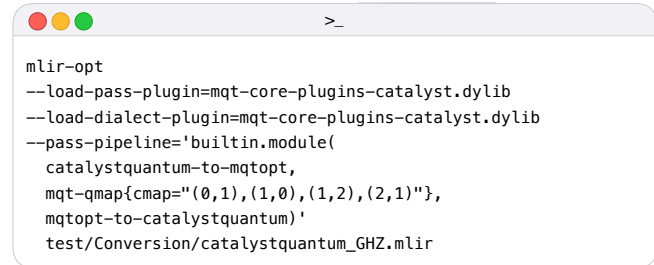 >_
mlir-opt
--load-pass-plugin=mqt-core-plugins-catalyst.dylib
--load-dialect-plugin=mqt-core-plugins-catalyst.dylib
--pass-pipeline='builtin.module(
catalystquantum-to-mqtopt,
mqt-qmap{cmap="(0,1),(1,0),(1,2),(2,1)"},
mqtopt-to-catalystquantum)'
test/Conversion/catalystquantum_GHZ.mlir